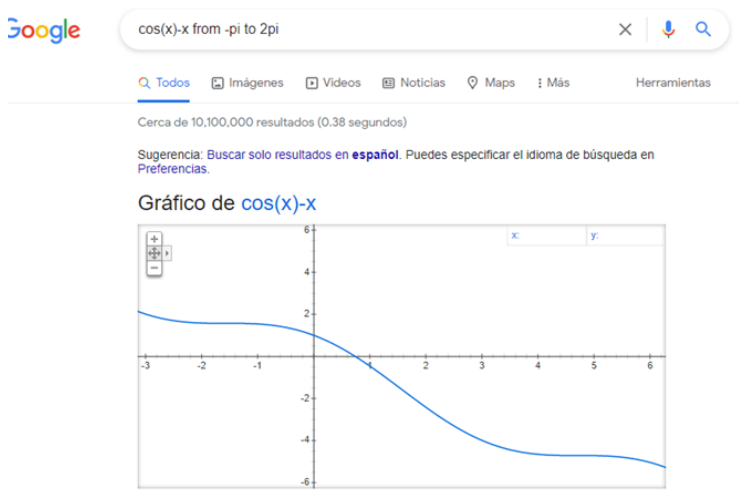 Google
cos(x)-x from -pi to 2pi
Todos Imágenes Videos Noticias Maps Más Herramientas
Cerca de 10,100,000 resultados (0.38 segundos)
Sugerencia: Buscar solo resultados en español. Puedes especificar el idioma de búsqueda en
Preferencias.
Gráfico de cos(x)-x
x: y:
6
4
2
-3 -2 -1 1 2 3 4 5 6
-2
-4
-6